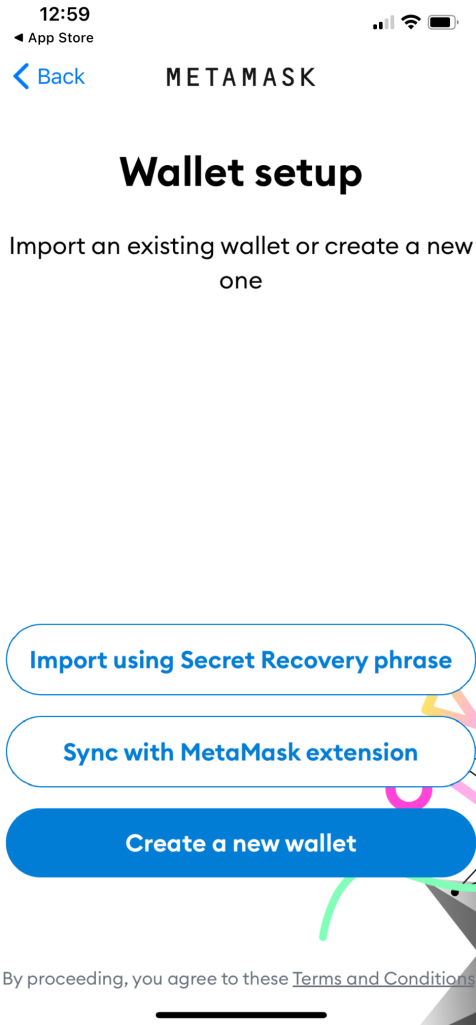 12:59
◀ App Store
Back
METAMASK
Wallet setup
Import an existing wallet or create a new
one
Import using Secret Recovery phrase
Sync with MetaMask extension
Create a new wallet
By proceeding, you agree to these Terms and Conditions